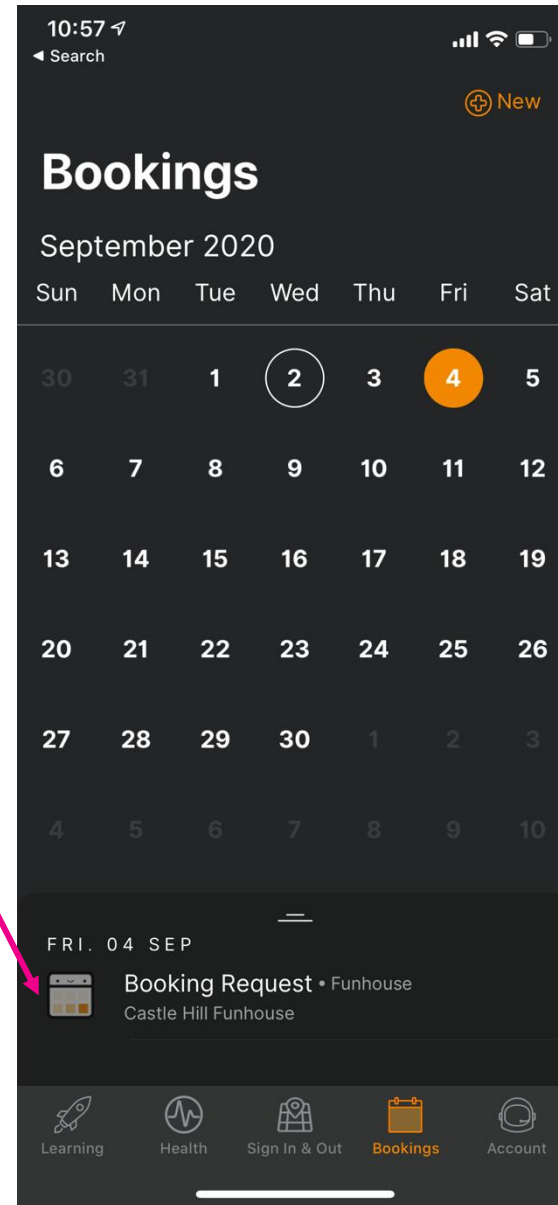 10:57
◀ Search
New
Bookings
September 2020
Sun Mon Tue Wed Thu Fri Sat
30 31 1 2 3 4 5
6 7 8 9 10 11 12
13 14 15 16 17 18 19
20 21 22 23 24 25 26
27 28 29 30 1 2 3
4 5 6 7 8 9 10
FRI. 04 SEP
Booking Request • Funhouse
Castle Hill Funhouse
Learning Health Sign In & Out Bookings Account